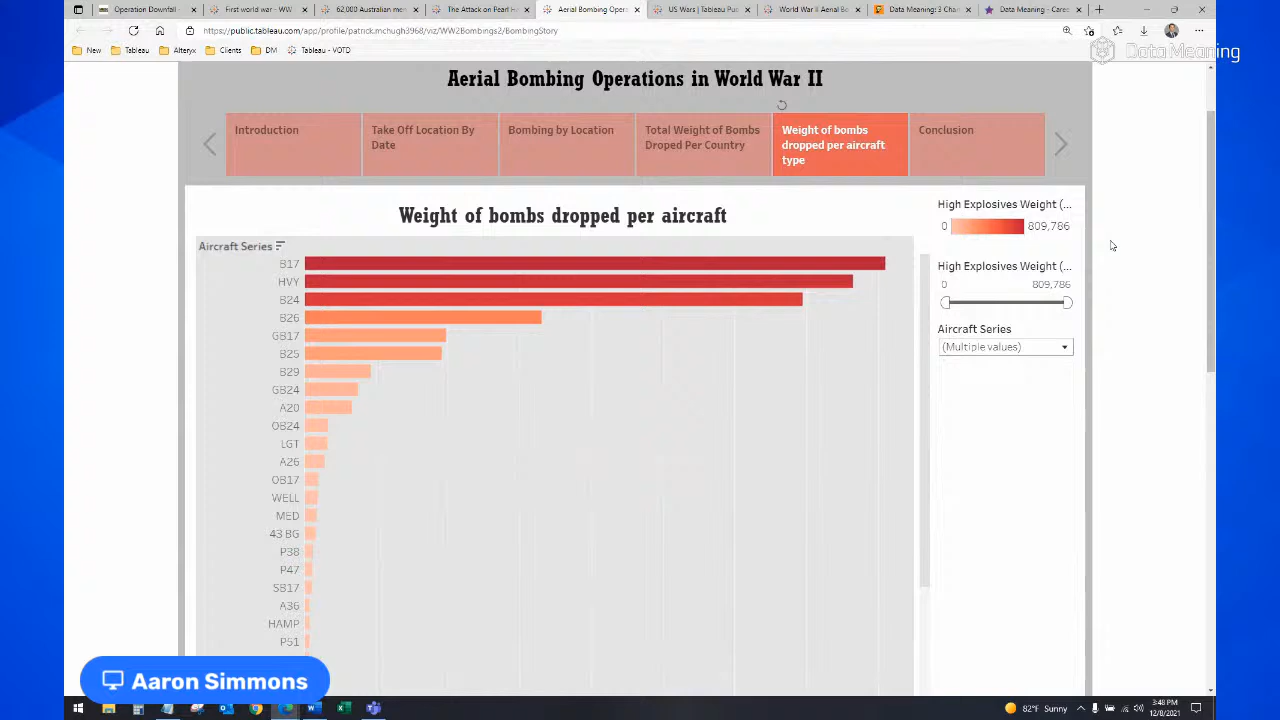 Operation Downfall -
First world war - WW
62,000 Australian me
The Attack on Pearl H
Aerial Bombing Oper
US Wars | Tableau Pu
World War II Aerial Bo
Data Meaning: 3 Chan
Data Meaning - Caree
https://public.tableau.com/app/profile/patrick.mchugh3968/viz/WW2Bombings2/BombingStory
New
Tableau
Alteryx
Clients
DM
Tableau - VOTD
Data Meaning
Aerial Bombing Operations in World War II
Introduction
Take Off Location By
Date
Bombing by Location
Total Weight of Bombs
Droped Per Country
Weight of bombs
dropped per aircraft
type
Conclusion
Weight of bombs dropped per aircraft
Aircraft Series
B17
HVY
B24
B26
GB17
B25
B29
GB24
A20
OB24
LGT
A26
OB17
WELL
MED
43 BG
P38
P47
SB17
A36
HAMP
P51
High Explosives Weight (...
0 809,786
High Explosives Weight (...
0 809,786
Aircraft Series
(Multiple values)
Aaron Simmons
82°F Sunny
3:48 PM
12/8/2021